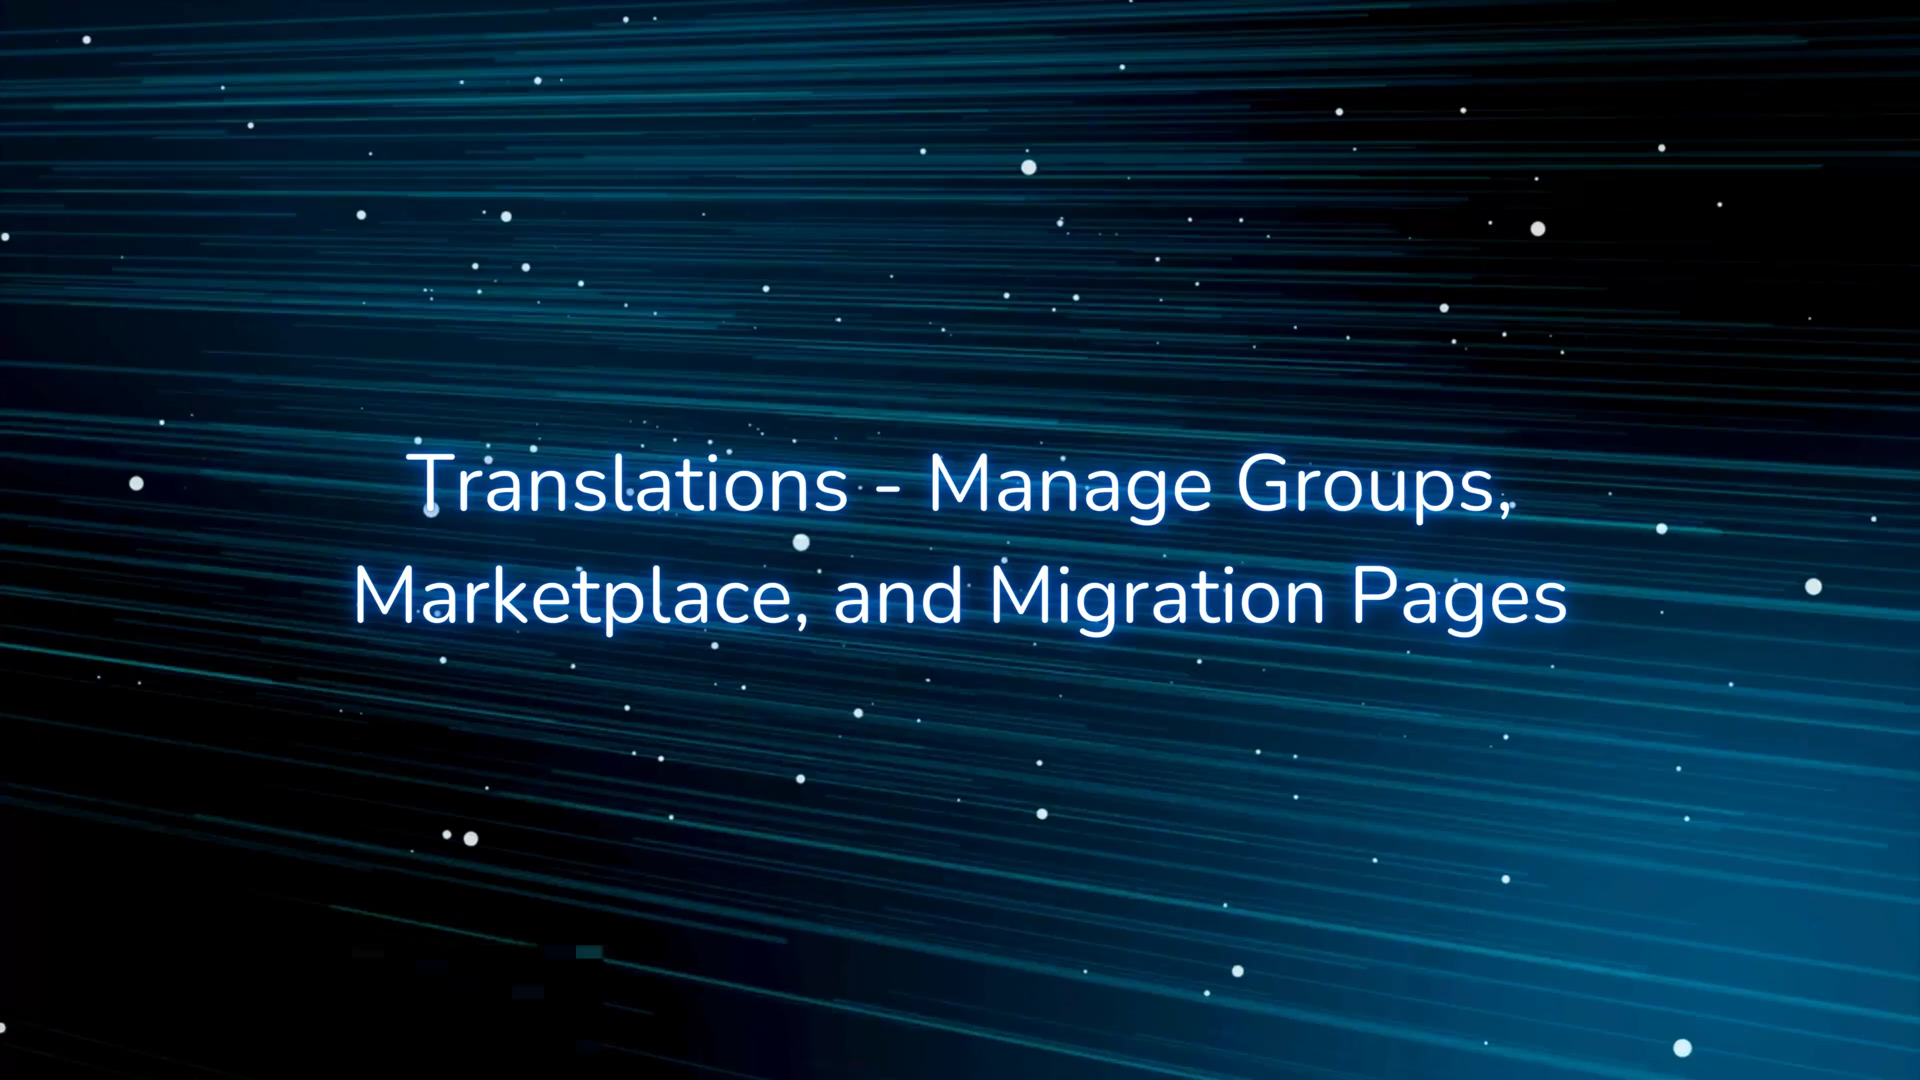 Translations - Manage Groups,
Marketplace, and Migration Pages